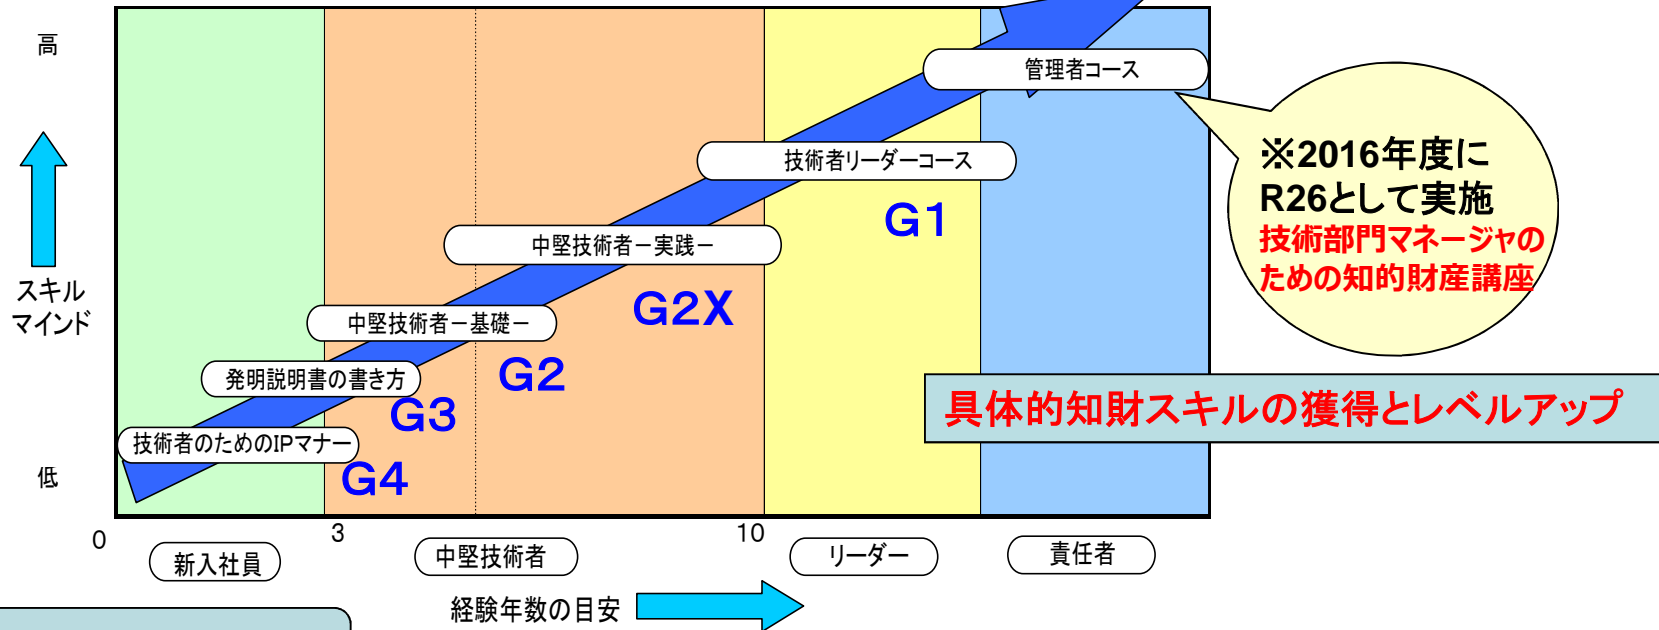 高
管理者コース
※2016年度に
R26として実施
技術部門マネージャの
ための知的財産講座
技術者リーダーコース
G1
中堅技術者－実践－
G2X
スキル
マインド
中堅技術者－基礎－
G2
発明説明書の書き方
G3
具体的知財スキルの獲得とレベルアップ
技術者のためのIPマナー
G4
低
0
3
10
新入社員
中堅技術者
リーダー
責任者
経験年数の目安